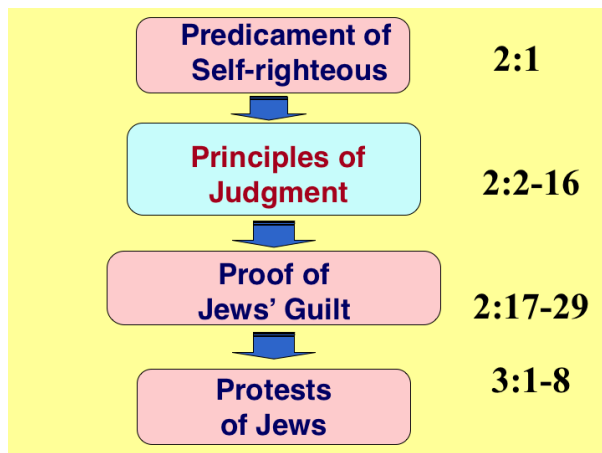 Predicament of
Self-righteous
2:1
Principles of
Judgment
2:2-16
Proof of
Jews’ Guilt
2:17-29
Protests
of Jews
3:1-8